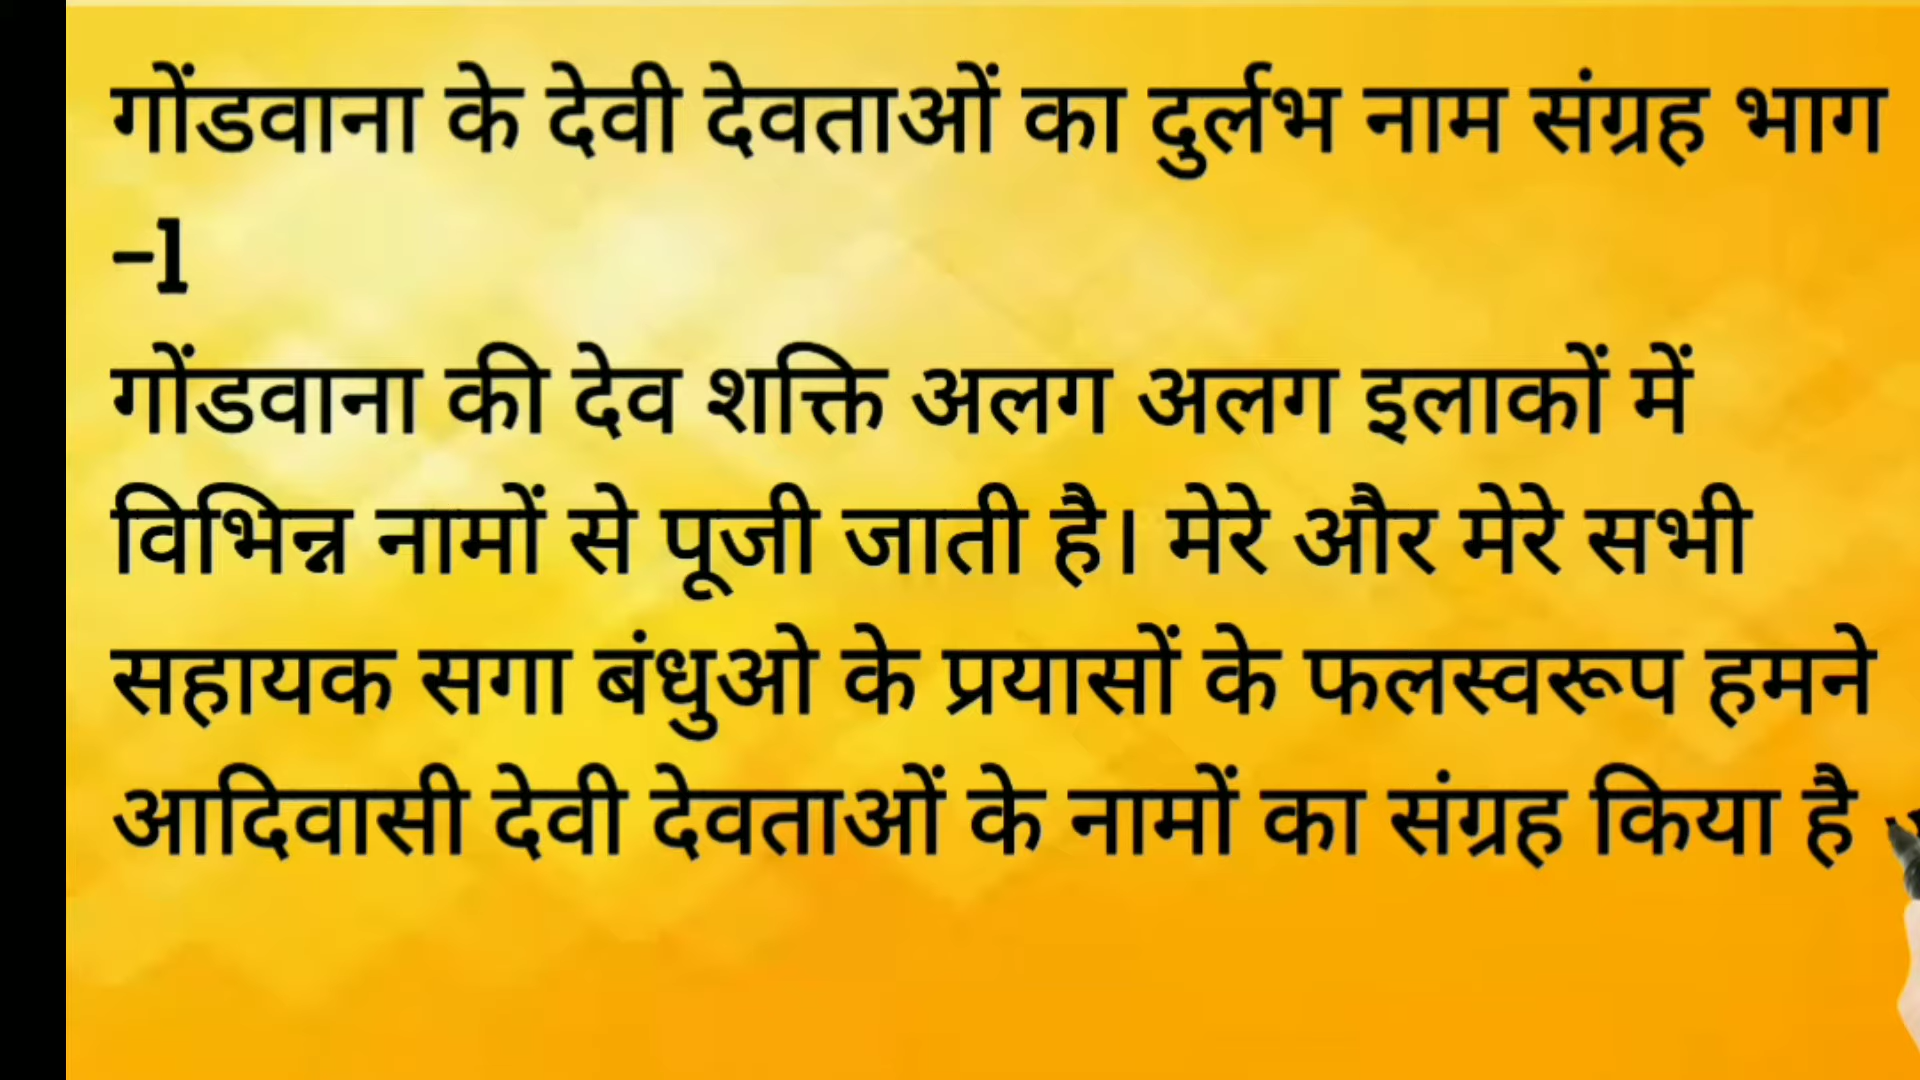 गोंडवाना के देवी देवताओं का दुर्लभ नाम संग्रह भाग
-1
गोंडवाना की देव शक्ति अलग अलग इलाकों में
विभिन्न नामों से पूजी जाती है। मेरे और मेरे सभी
सहायक सगा बंधुओ के प्रयासों के फलस्वरूप हमने
आदिवासी देवी देवताओं के नामों का संग्रह किया है